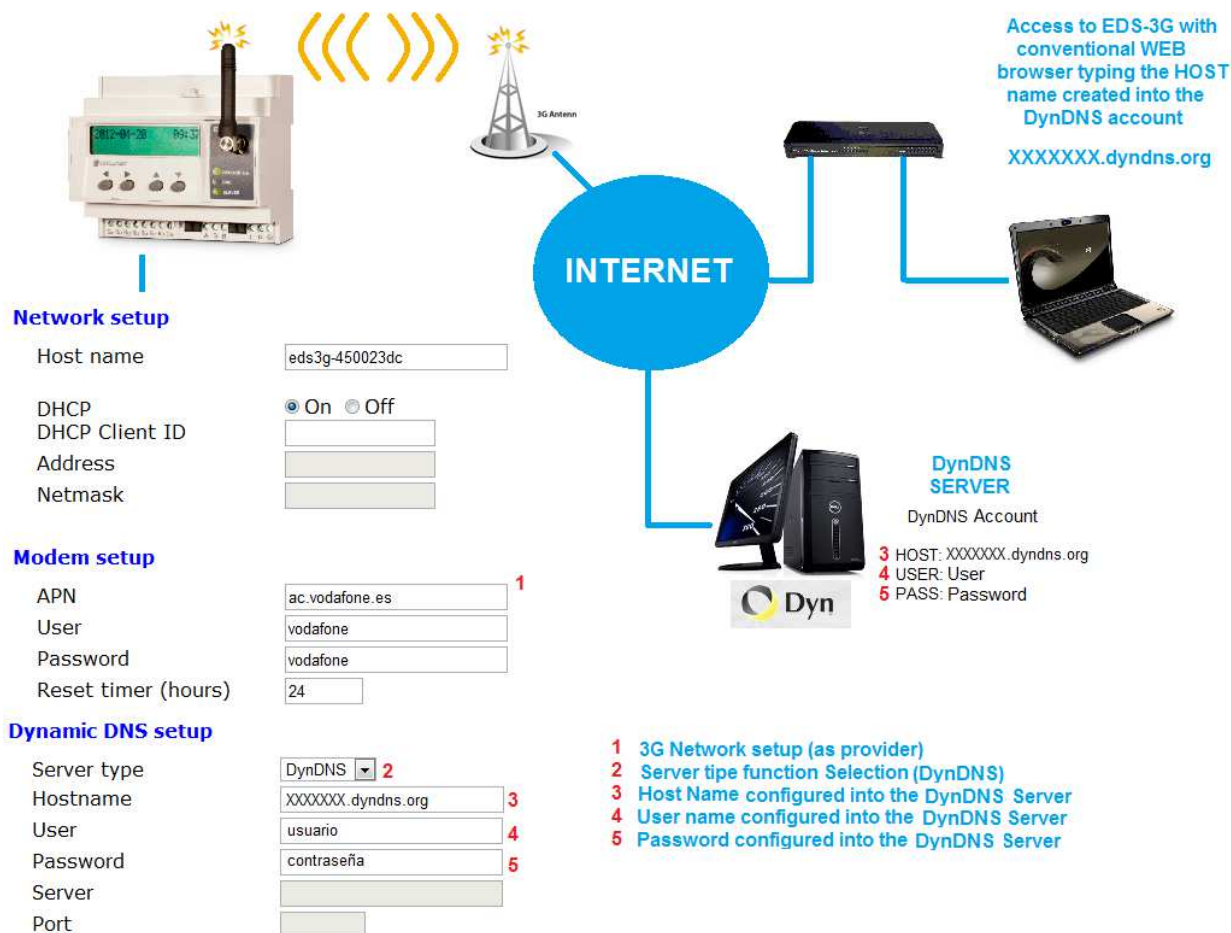 2012-04-20 09:37
3G Antenn
Access to EDS-3G with
conventional WEB
browser typing the HOST
name created into the
DynDNS account
XXXXXXX.dyndns.org
INTERNET
Network setup
Host name eds3g-450023dc
DHCP On Off
DHCP Client ID
Address
Netmask
DynDNS
SERVER
DynDNS Account
3 HOST: XXXXXXX.dyndns.org
4 USER: User
5 PASS: Password
Dyn
Modem setup
APN ac.vodafone.es 1
User vodafone
Password vodafone
Reset timer (hours) 24
Dynamic DNS setup
Server type DynDNS 2
Hostname XXXXXXX.dyndns.org 3
User usuario 4
Password contraseña 5
Server
Port
1 3G Network setup (as provider)
2 Server tipe function Selection (DynDNS)
3 Host Name configured into the DynDNS Server
4 User name configured into the DynDNS Server
5 Password configured into the DynDNS Server